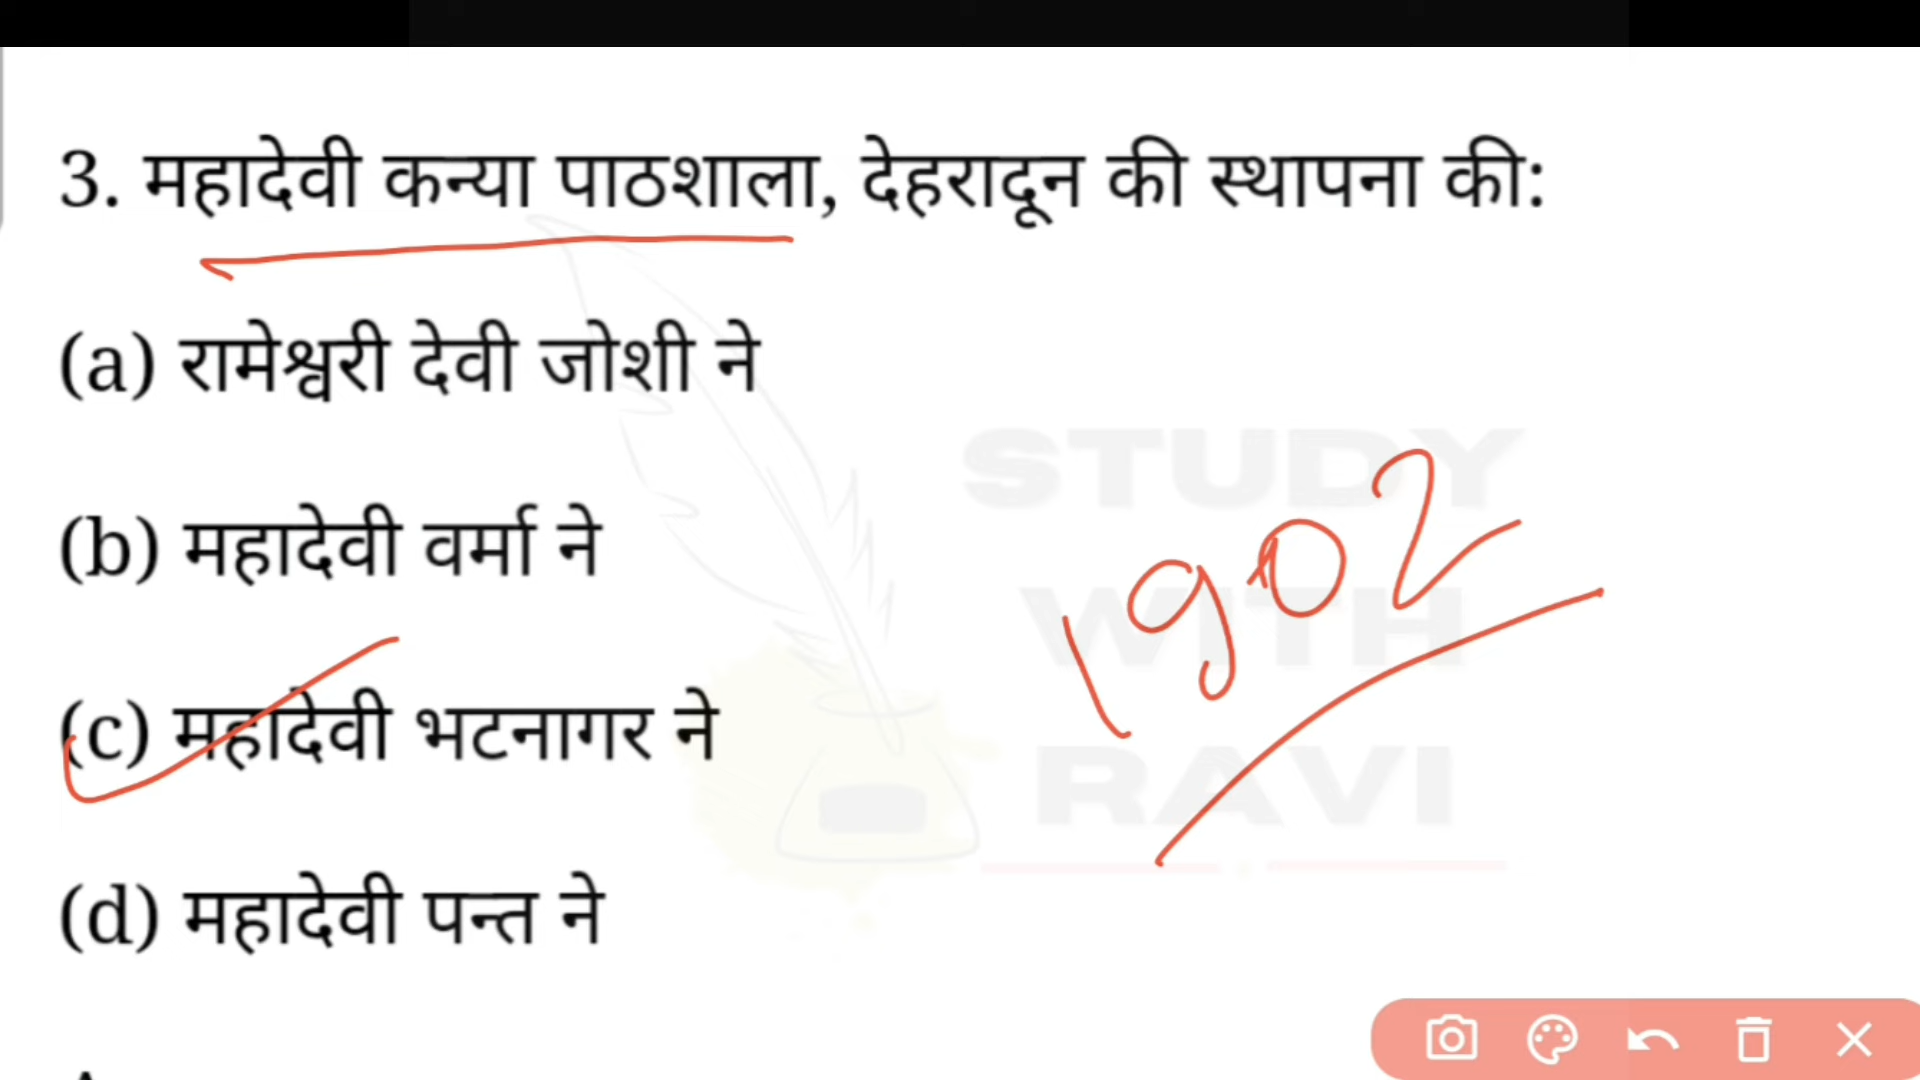 3. महादेवी कन्या पाठशाला, देहरादून की स्थापना की:
(a) रामेश्वरी देवी जोशी ने
(b) महादेवी वर्मा ने
(c) महादेवी भटनागर ने
(d) महादेवी पन्त ने
1902
STUDY
WITH
RAVI